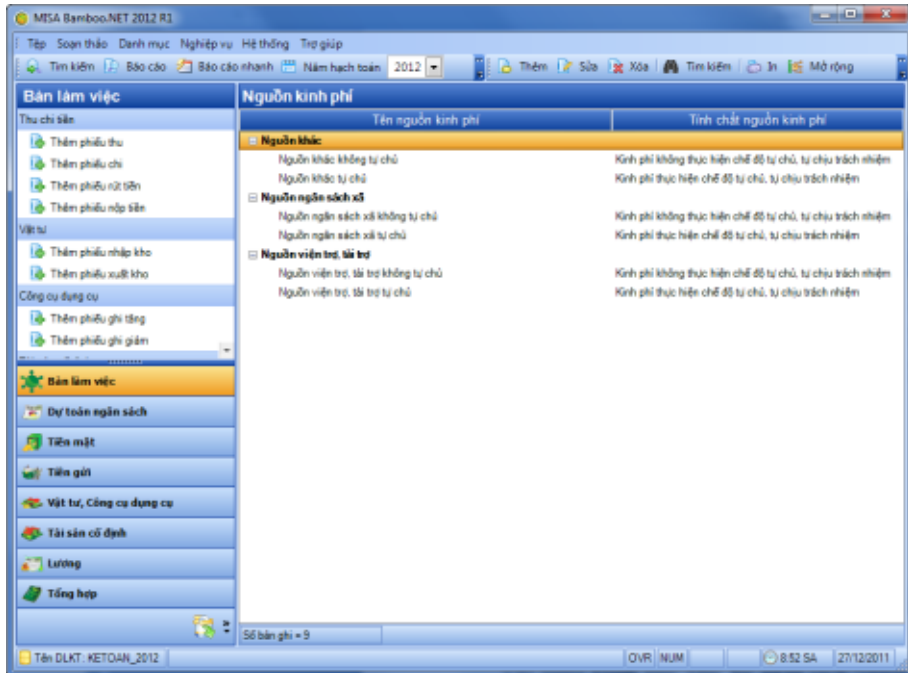 MISA Bamboo.NET 2012 R1
Tệp Soạn thảo Danh mục Nghiệp vụ Hệ thống Trợ giúp
Tìm kiếm Báo cáo Báo cáo nhanh Năm hạch toán 2012 Thêm Sửa Xóa Tìm kiếm In Mở rộng
Bàn làm việc
Nguồn kinh phí
Thu chi tiền
Thêm phiếu thu
Thêm phiếu chi
Thêm phiếu rút tiền
Thêm phiếu nộp tiền
Vật tư
Thêm phiếu nhập kho
Thêm phiếu xuất kho
Công cụ dụng cụ
Thêm phiếu ghi tăng
Thêm phiếu ghi giảm
Bàn làm việc
Dự toán ngân sách
Tiền mặt
Tiền gửi
Vật tư, Công cụ dụng cụ
Tài sản cố định
Lương
Tổng hợp
Tên nguồn kinh phí Tính chất nguồn kinh phí
Nguồn khác
Nguồn khác không tự chủ Kinh phí không thực hiện chế độ tự chủ, tự chịu trách nhiệm
Nguồn khác tự chủ Kinh phí thực hiện chế độ tự chủ, tự chịu trách nhiệm
Nguồn ngân sách xã
Nguồn ngân sách xã không tự chủ Kinh phí không thực hiện chế độ tự chủ, tự chịu trách nhiệm
Nguồn ngân sách xã tự chủ Kinh phí thực hiện chế độ tự chủ, tự chịu trách nhiệm
Nguồn viện trợ, tài trợ
Nguồn viện trợ, tài trợ không tự chủ Kinh phí không thực hiện chế độ tự chủ, tự chịu trách nhiệm
Nguồn viện trợ, tài trợ tự chủ Kinh phí thực hiện chế độ tự chủ, tự chịu trách nhiệm
Số bản ghi = 9
Tên DLKT: KETOAN_2012 OVR NUM 8:52 SA 27/12/2011